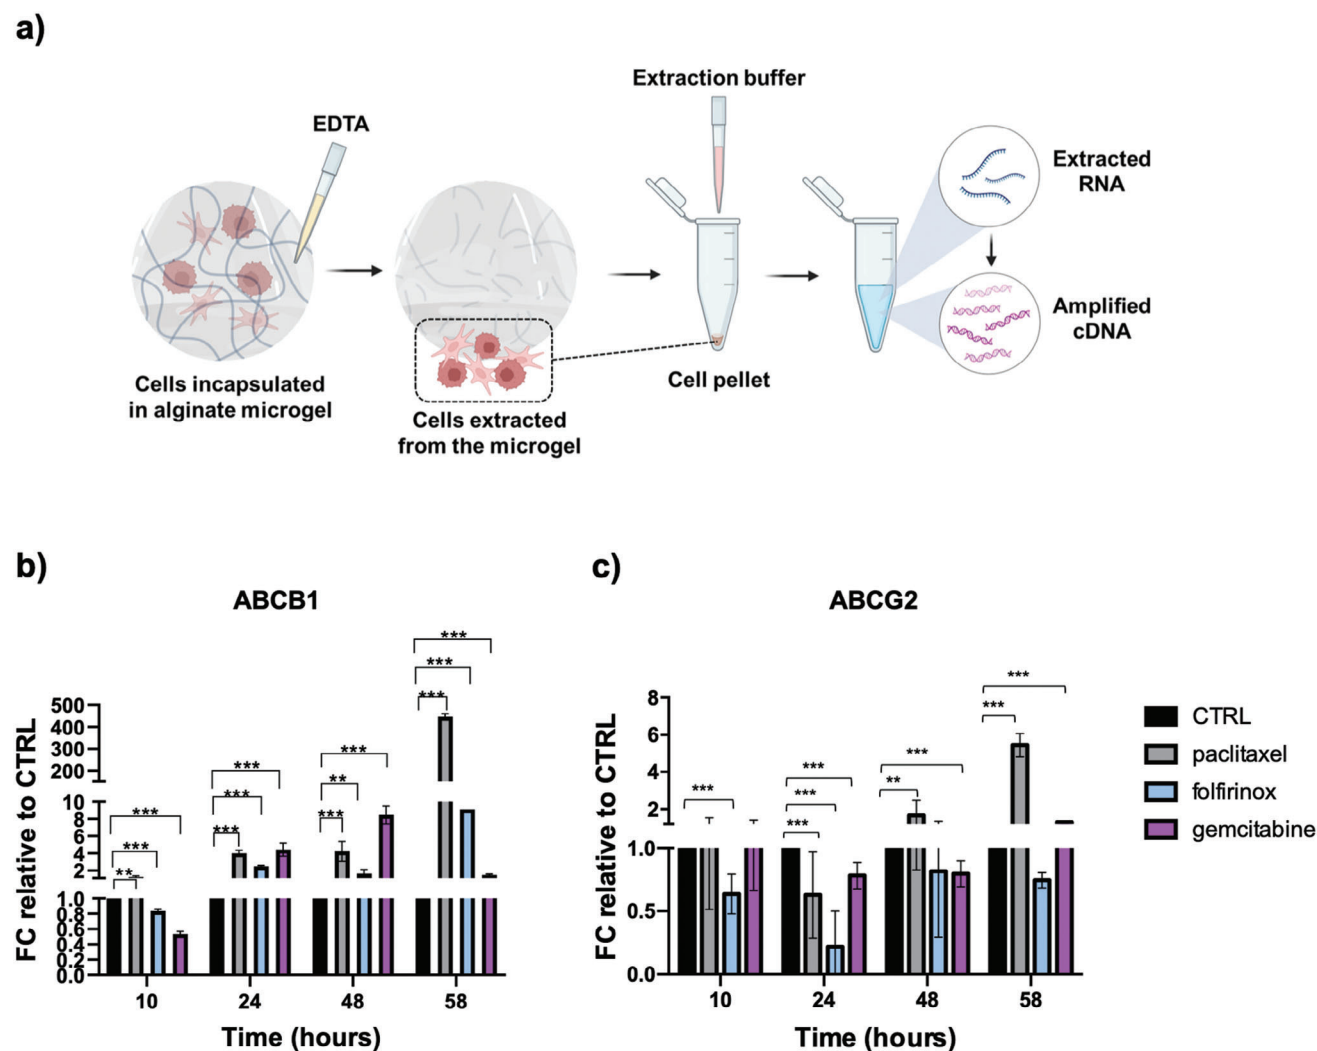 a)
Extraction buffer
EDTA
Extracted
RNA
Amplified
cDNA
Cells incapsulated
in alginate microgel
Cell pellet
Cells extracted
from the microgel
b)
ABCB1
FC relative to CTRL
500
400
300
200
10
8
6
4
2
1.0
0.8
0.6
0.4
0.2
0.0
** *** ***
*** *** ***
*** ** ***
*** *** ***
10 24 48 58
Time (hours)
c)
ABCG2
FC relative to CTRL
8
6
4
2
1.0
0.5
0.0
***
*** *** ***
** ***
*** ***
10 24 48 58
Time (hours)
CTRL
paclitaxel
folfirinox
gemcitabine